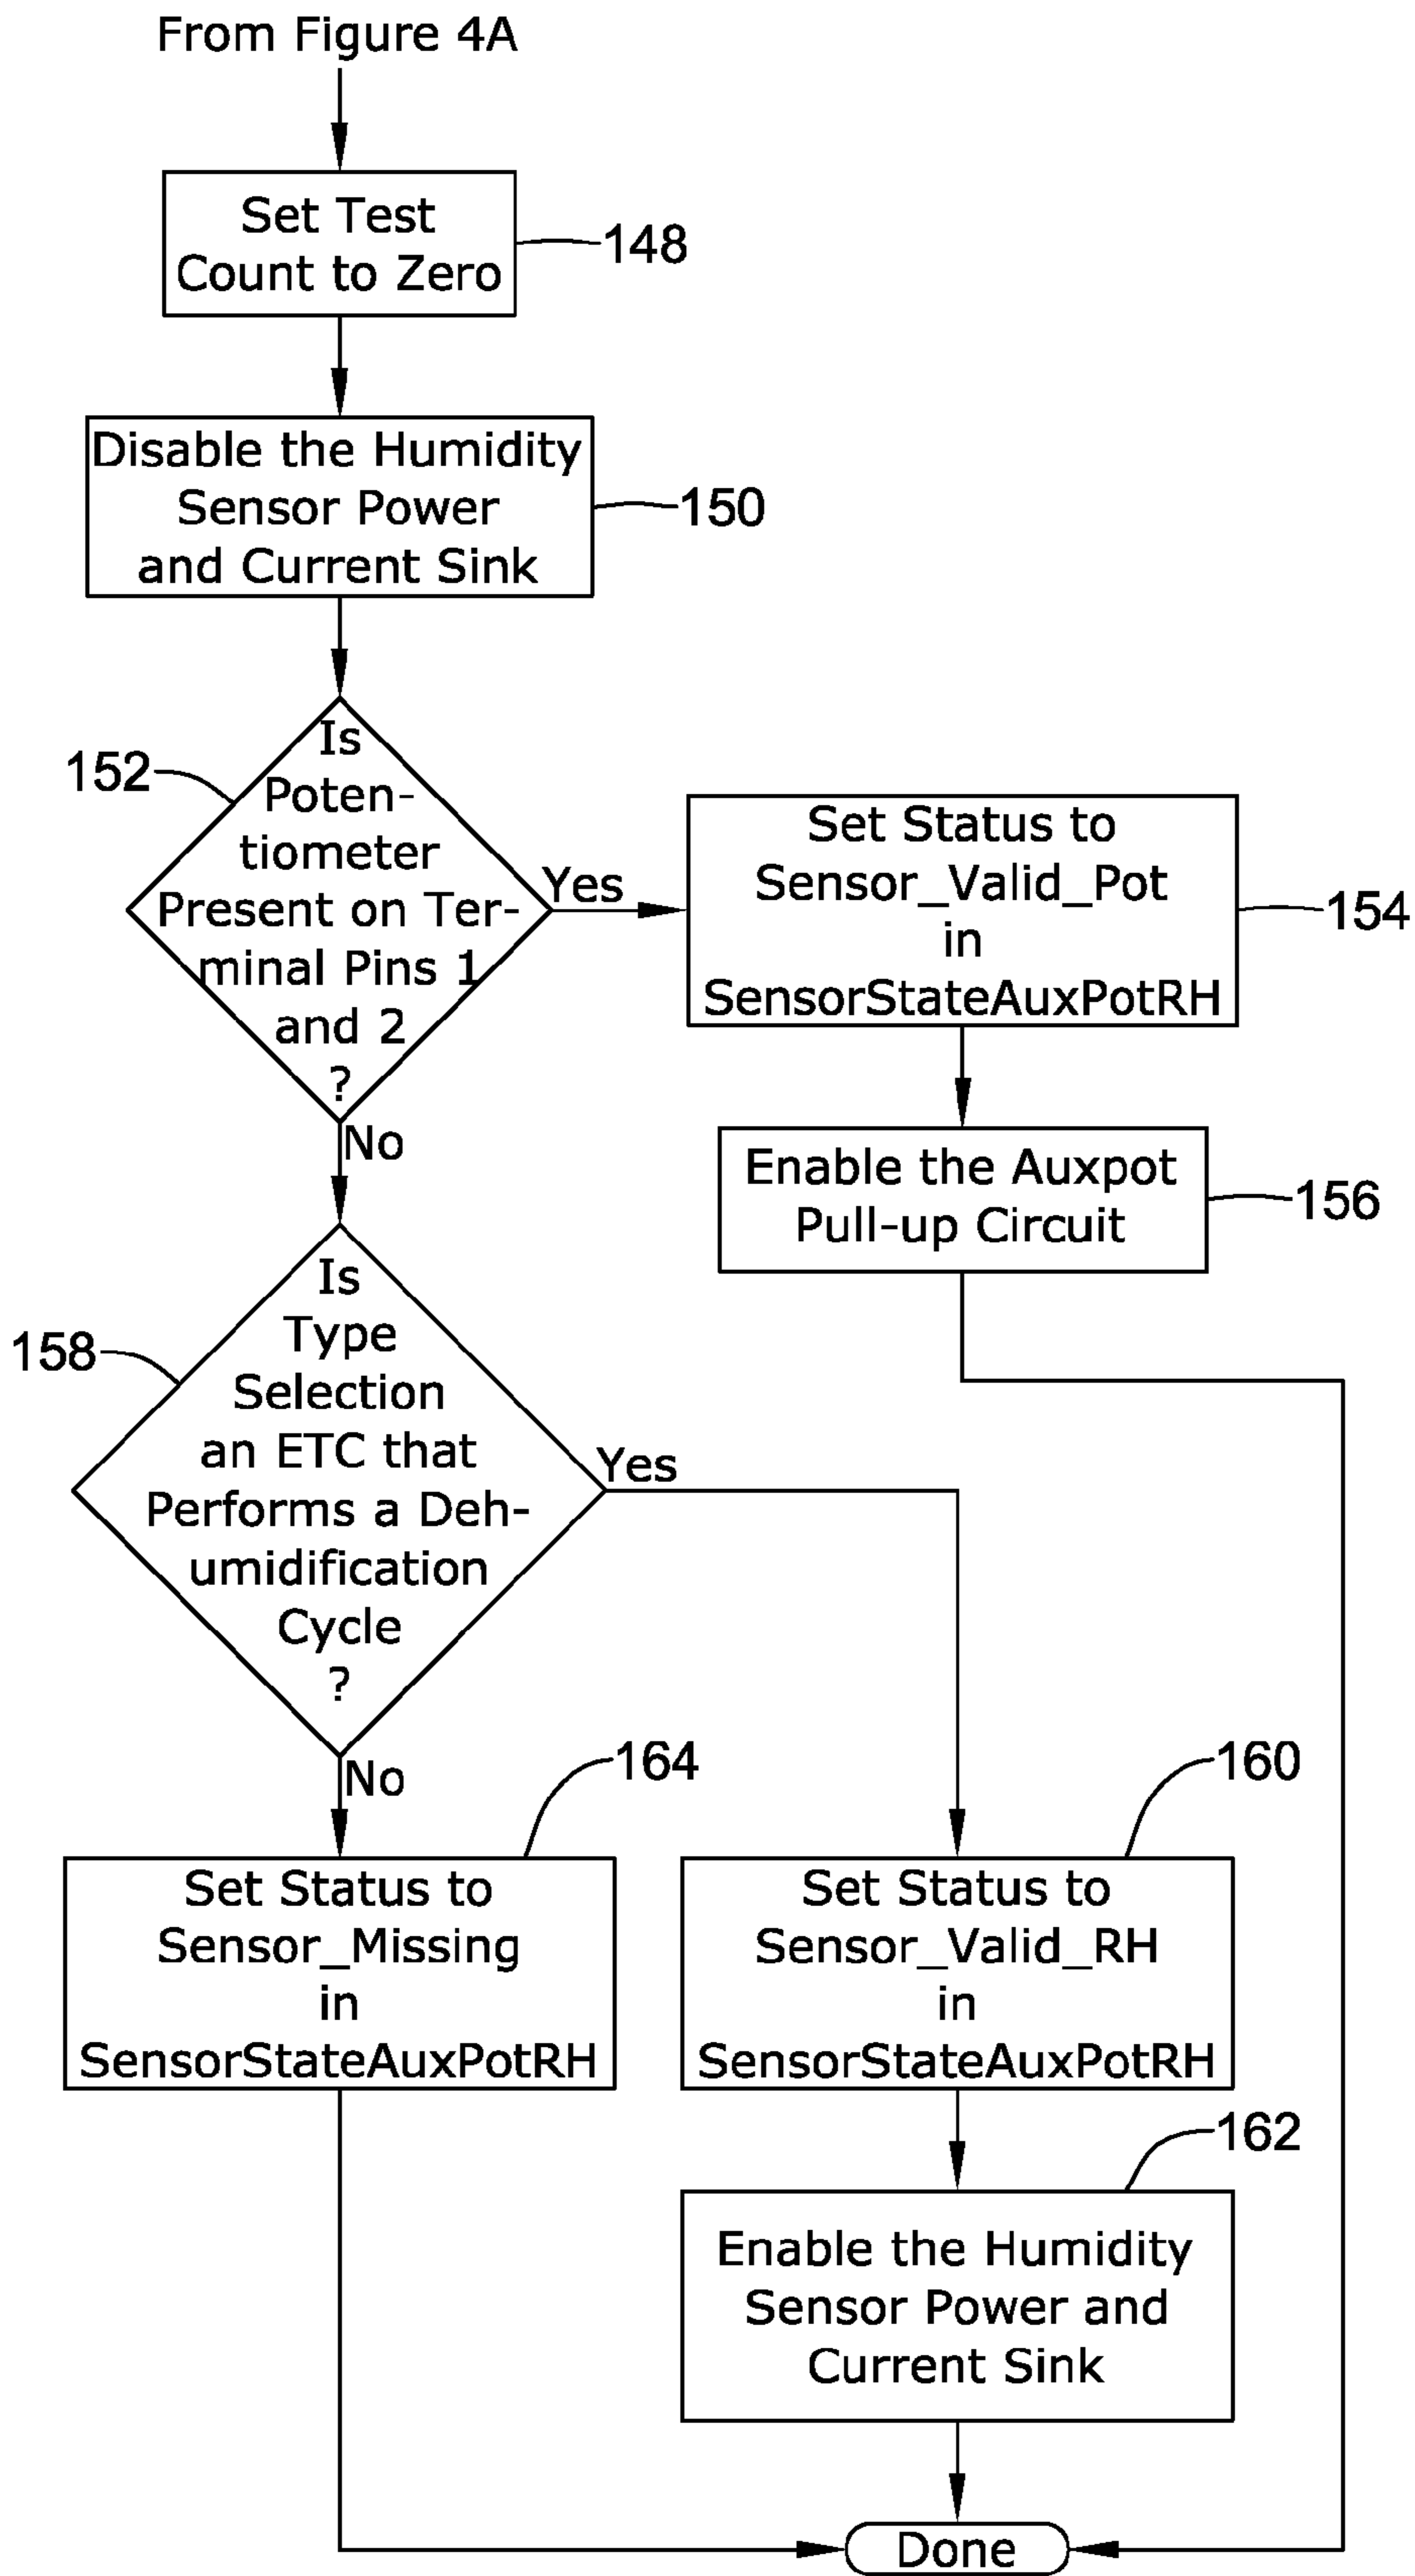 From Figure 4A
Set Test
Count to Zero
148
Disable the Humidity
Sensor Power
and Current Sink
150
152
Is
Poten-
tiometer
Present on Ter-
minal Pins 1
and 2
?
Yes
No
Set Status to
Sensor_Valid_Pot
in
SensorStateAuxPotRH
154
Enable the Auxpot
Pull-up Circuit
156
158
Is
Type
Selection
an ETC that
Performs a Deh-
umidification
Cycle
?
Yes
No
164
Set Status to
Sensor_Missing
in
SensorStateAuxPotRH
160
Set Status to
Sensor_Valid_RH
in
SensorStateAuxPotRH
162
Enable the Humidity
Sensor Power and
Current Sink
Done